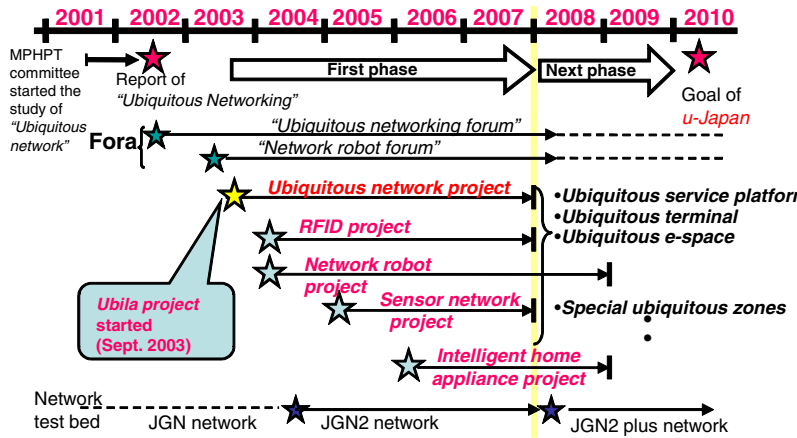 2001 2002 2003 2004 2005 2006 2007 2008 2009 2010
MPHPT
committee
started the
study of
"Ubiquitous
network"
Report of
"Ubiquitous Networking"
First phase
Next phase
Goal of
u-Japan
Fora
"Ubiquitous networking forum"
"Network robot forum"
Ubiquitous network project
RFID project
Network robot
project
Sensor network
project
Intelligent home
appliance project
•Ubiquitous service platform
•Ubiquitous terminal
•Ubiquitous e-space
•Special ubiquitous zones
Ubila project
started
(Sept. 2003)
Network
test bed
JGN network
JGN2 network
JGN2 plus network